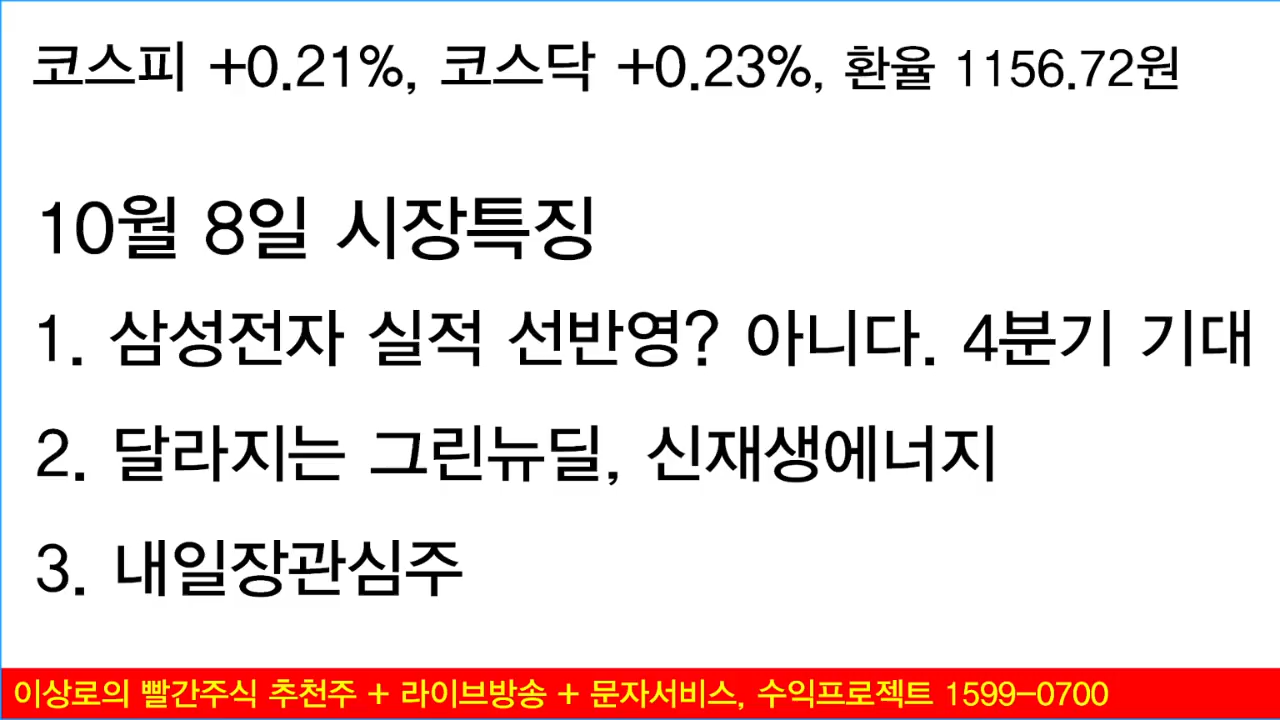 코스피 +0.21%, 코스닥 +0.23%, 환율 1156.72원
10월 8일 시장특징
1. 삼성전자 실적 선반영? 아니다. 4분기 기대
2. 달라지는 그린뉴딜, 신재생에너지
3. 내일장관심주
이상로의 빨간주식 추천주 + 라이브방송 + 문자서비스, 수익프로젝트 1599-0700